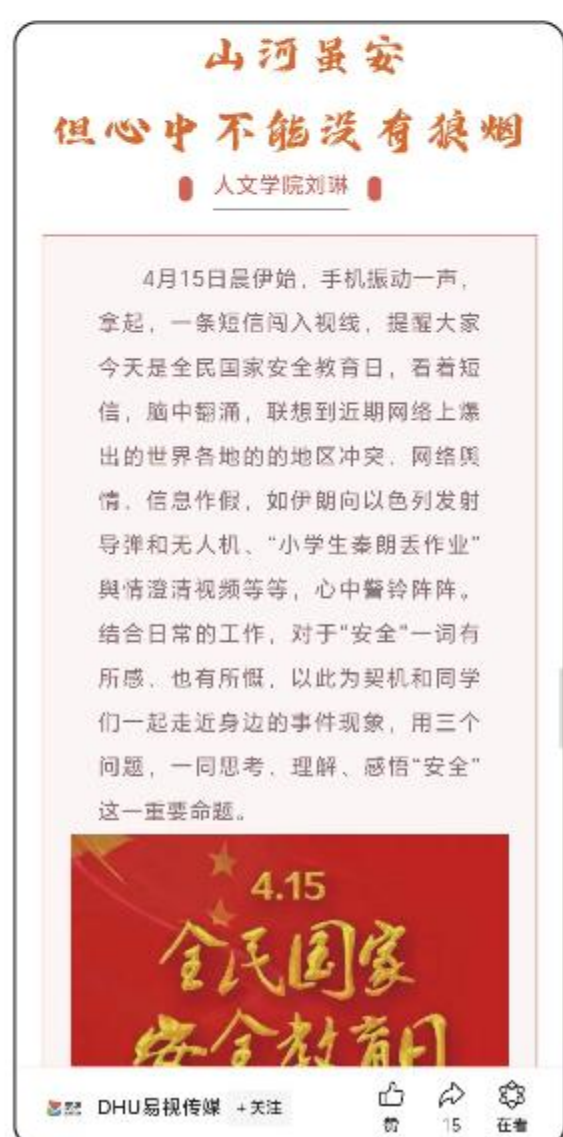 山河虽安
但心中不能没有狼烟
人文学院刘琳
4月15日晨伊始，手机振动一声，
拿起，一条短信闯入视线，提醒大家
今天是全民国家安全教育日，看着短
信，脑中翻涌，联想到近期网络上爆
出的世界各地的的地区冲突、网络舆
情、信息作假，如伊朗向以色列发射
导弹和无人机、“小学生秦朗丢作业”
舆情澄清视频等等，心中警铃阵阵。
结合日常的工作，对于“安全”一词有
所感、也有所慨，以此为契机和同学
们一起走近身边的事件现象，用三个
问题，一同思考、理解、感悟“安全”
这一重要命题。
4.15
全民国家
安全教育日
DHU易视传媒 +关注
赞 15 在看